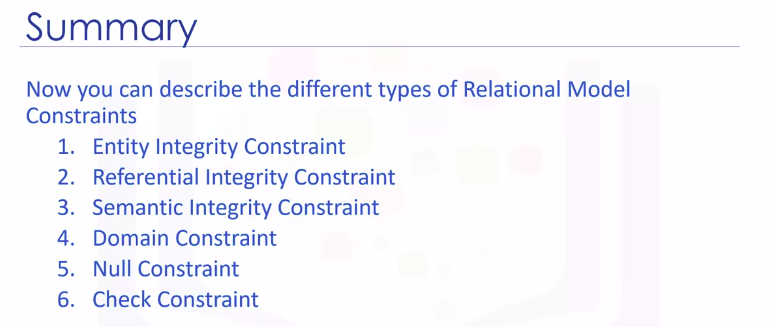 Summary
Now you can describe the different types of Relational Model
Constraints
1. Entity Integrity Constraint
2. Referential Integrity Constraint
3. Semantic Integrity Constraint
4. Domain Constraint
5. Null Constraint
6. Check Constraint